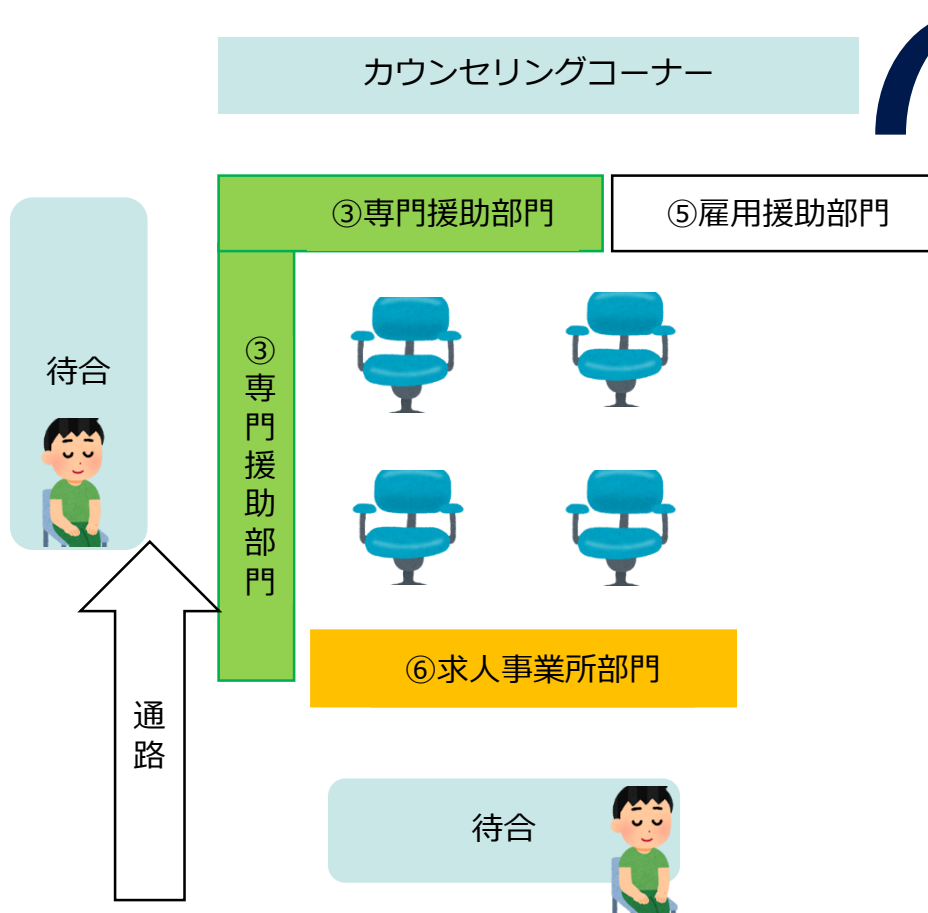 カウンセリングコーナー
③専門援助部門
⑤雇用援助部門
待合
③専門援助部門
⑥求人事業所部門
通路
待合